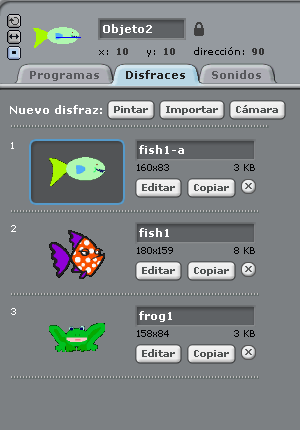 Objeto2
x: 10 y: 10 dirección: 90
Programas Disfraces Sonidos
Nuevo disfraz: Pintar Importar Cámara
1 fish1-a
160x83 3 KB
Editar Copiar
2 fish1
180x159 8 KB
Editar Copiar
3 frog1
158x84 3 KB
Editar Copiar